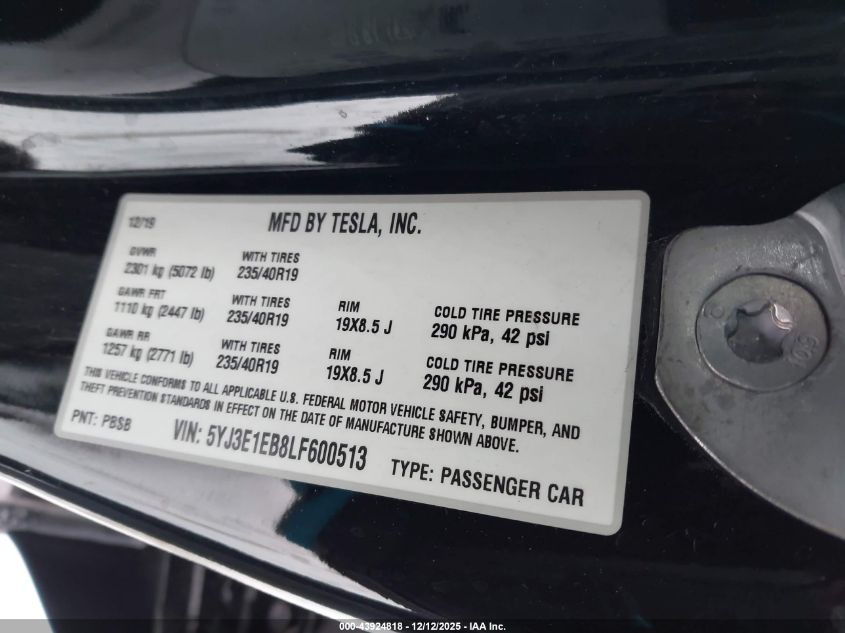 12/19
MFD BY TESLA, INC.
GVWR
2301 kg (5072 lb)
WITH TIRES
235/40R19
GAWR FRT
1110 kg (2447 lb)
WITH TIRES
235/40R19
RIM
19X8.5 J
COLD TIRE PRESSURE
290 kPa, 42 psi
GAWR RR
1257 kg (2771 lb)
WITH TIRES
235/40R19
RIM
19X8.5 J
COLD TIRE PRESSURE
290 kPa, 42 psi
THIS VEHICLE CONFORMS TO ALL APPLICABLE U.S. FEDERAL MOTOR VEHICLE SAFETY, BUMPER, AND
THEFT PREVENTION STANDARDS IN EFFECT ON THE DATE OF MANUFACTURE SHOWN ABOVE.
PNT: PBSB
VIN: 5YJ3E1EB8LF600513
TYPE: PASSENGER CAR
000-43924818 - 12/12/2025 - IAA Inc.